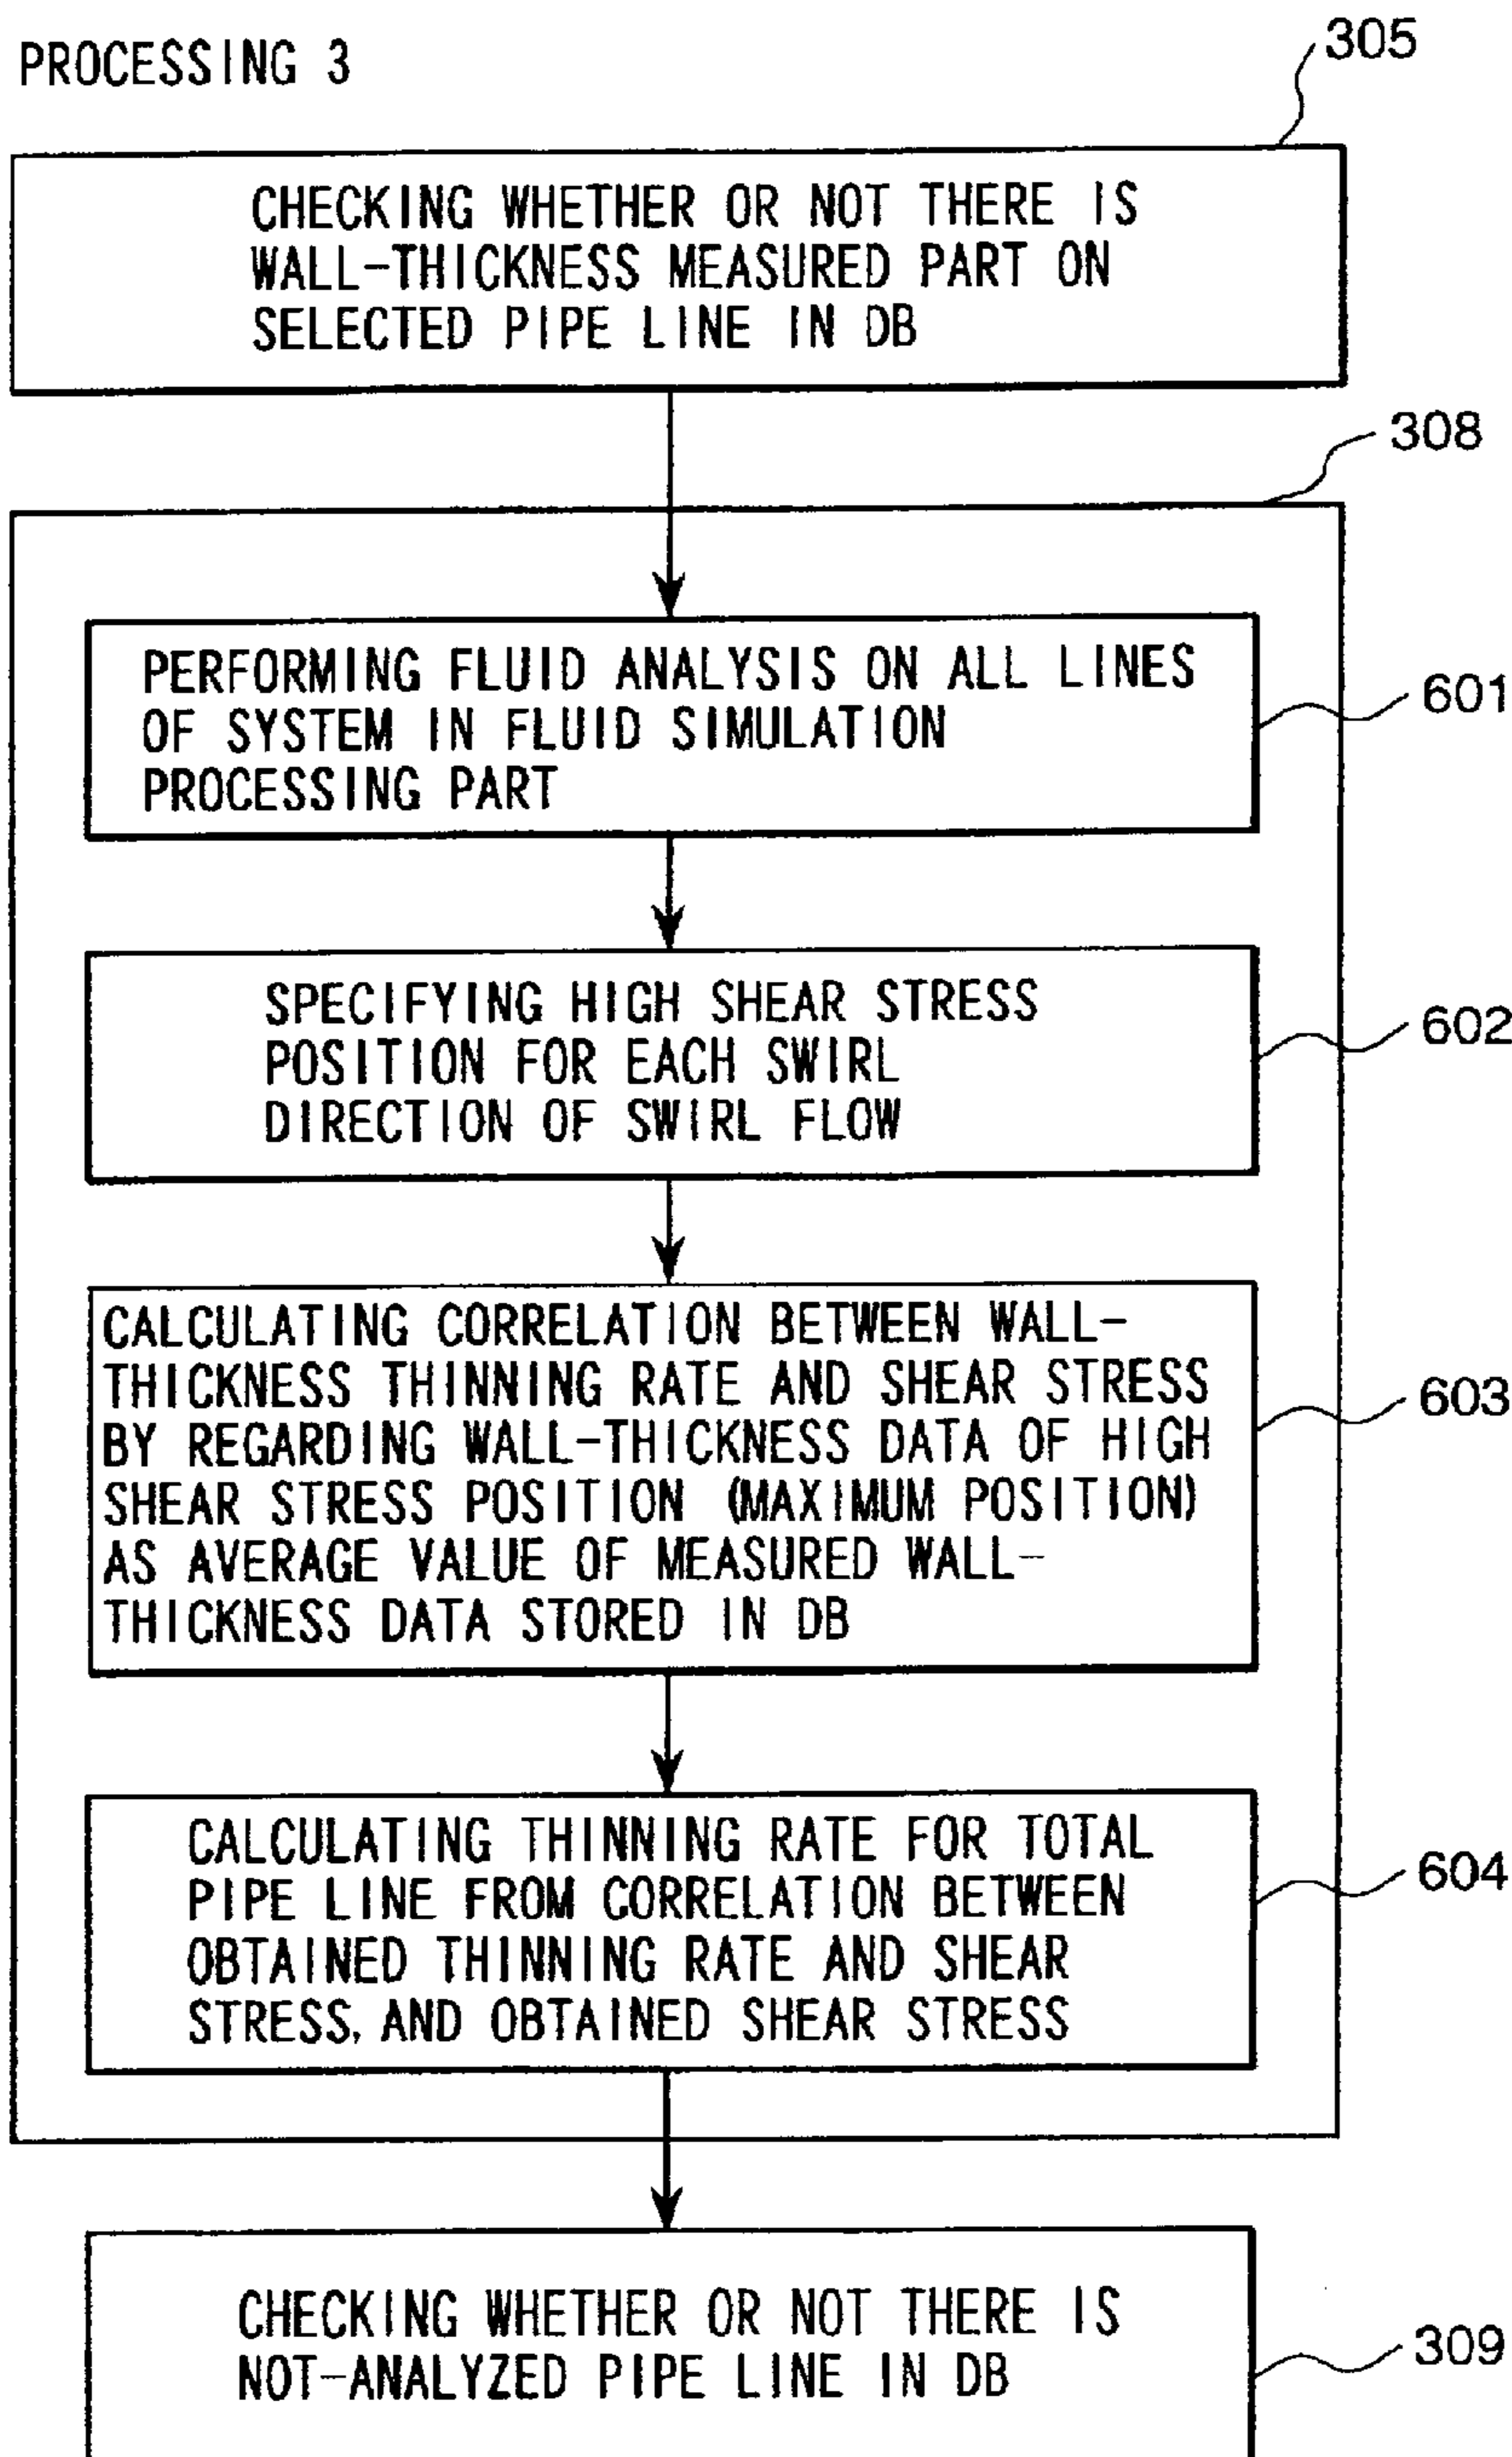 PROCESSING 3
305
CHECKING WHETHER OR NOT THERE IS
WALL-THICKNESS MEASURED PART ON
SELECTED PIPE LINE IN DB
308
PERFORMING FLUID ANALYSIS ON ALL LINES
OF SYSTEM IN FLUID SIMULATION
PROCESSING PART
601
SPECIFYING HIGH SHEAR STRESS
POSITION FOR EACH SWIRL
DIRECTION OF SWIRL FLOW
602
CALCULATING CORRELATION BETWEEN WALL-
THICKNESS THINNING RATE AND SHEAR STRESS
BY REGARDING WALL-THICKNESS DATA OF HIGH
SHEAR STRESS POSITION (MAXIMUM POSITION)
AS AVERAGE VALUE OF MEASURED WALL-
THICKNESS DATA STORED IN DB
603
CALCULATING THINNING RATE FOR TOTAL
PIPE LINE FROM CORRELATION BETWEEN
OBTAINED THINNING RATE AND SHEAR
STRESS, AND OBTAINED SHEAR STRESS
604
CHECKING WHETHER OR NOT THERE IS
NOT-ANALYZED PIPE LINE IN DB
309